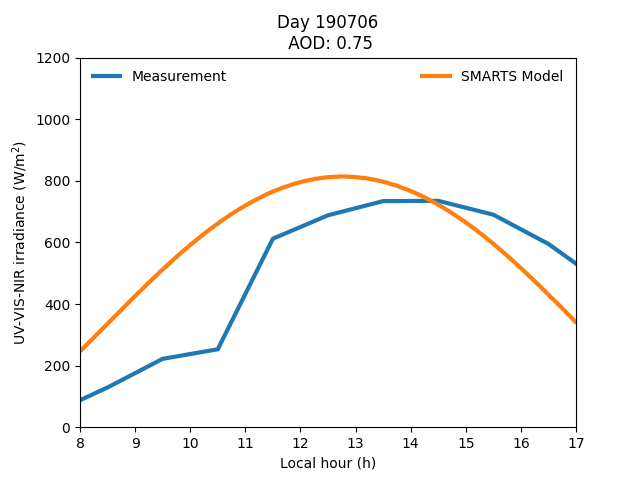 Day 190706
AOD: 0.75
1200
1000
800
600
400
200
0
UV-VIS-NIR irradiance (W/m²)
Measurement
SMARTS Model
8 9 10 11 12 13 14 15 16 17
Local hour (h)